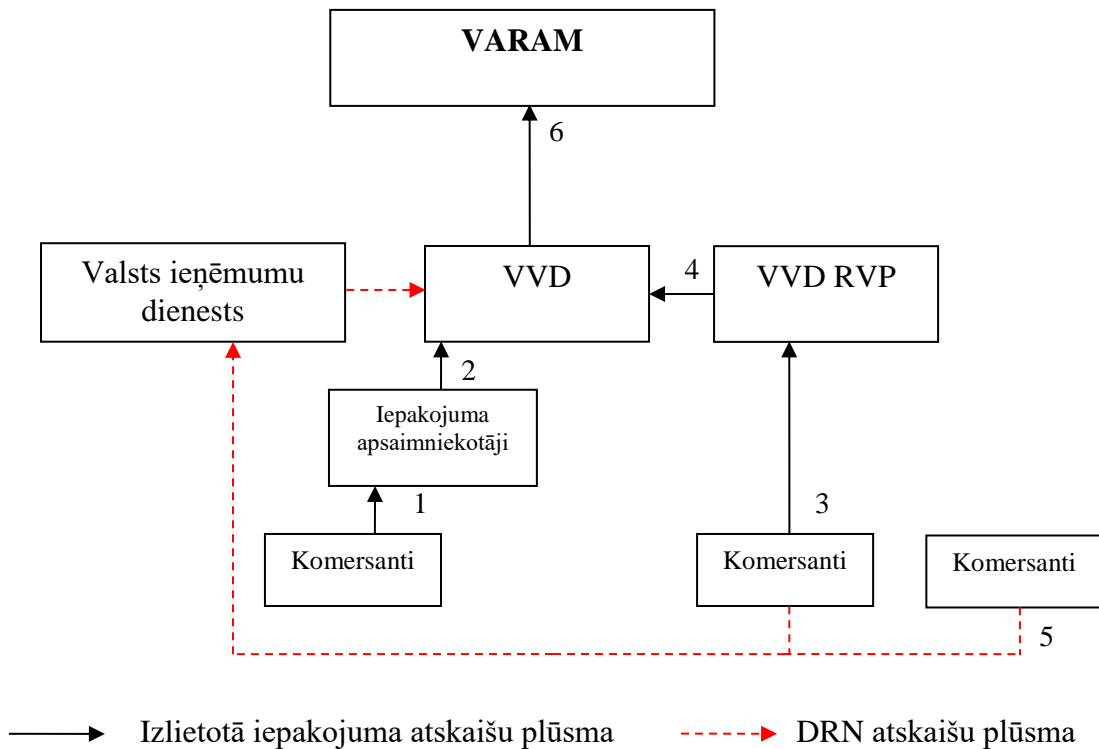 VARAM
6
Valsts ieņēmumu
dienests
VVD
4
VVD RVP
2
Iepakojuma
apsaimniekotāji
1
3
Komersanti
Komersanti
Komersanti
5
Izlietotā iepakojuma atskaišu plūsma
DRN atskaišu plūsma